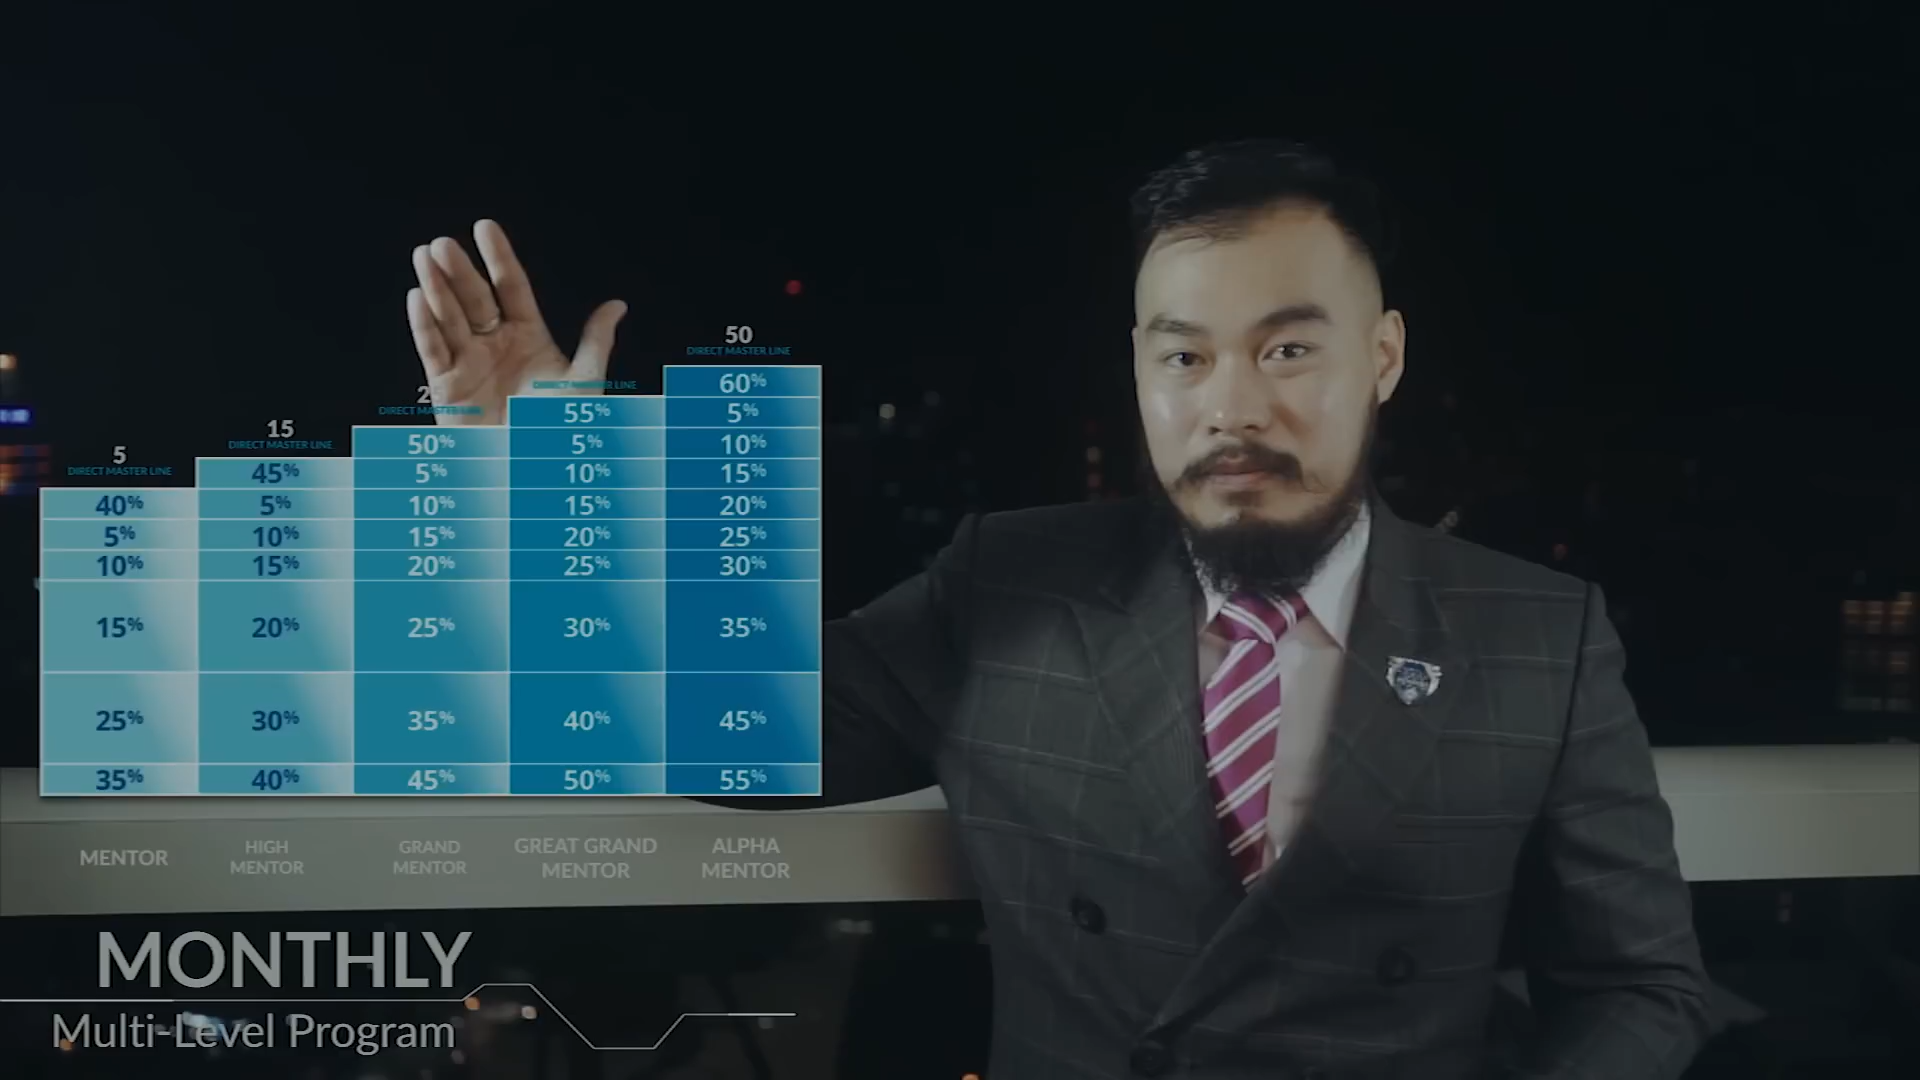 50
DIRECT MASTER LINE
DIRECT MASTER LINE
2
DIRECT MASTER LINE
15
DIRECT MASTER LINE
5
DIRECT MASTER LINE
60%
55% 5%
50% 5% 10%
45% 5% 10% 15%
40% 5% 10% 15% 20%
5% 10% 15% 20% 25%
10% 15% 20% 25% 30%
15% 20% 25% 30% 35%
25% 30% 35% 40% 45%
35% 40% 45% 50% 55%
MENTOR
HIGH
MENTOR
GRAND
MENTOR
GREAT GRAND
MENTOR
ALPHA
MENTOR
MONTHLY
Multi-Level Program